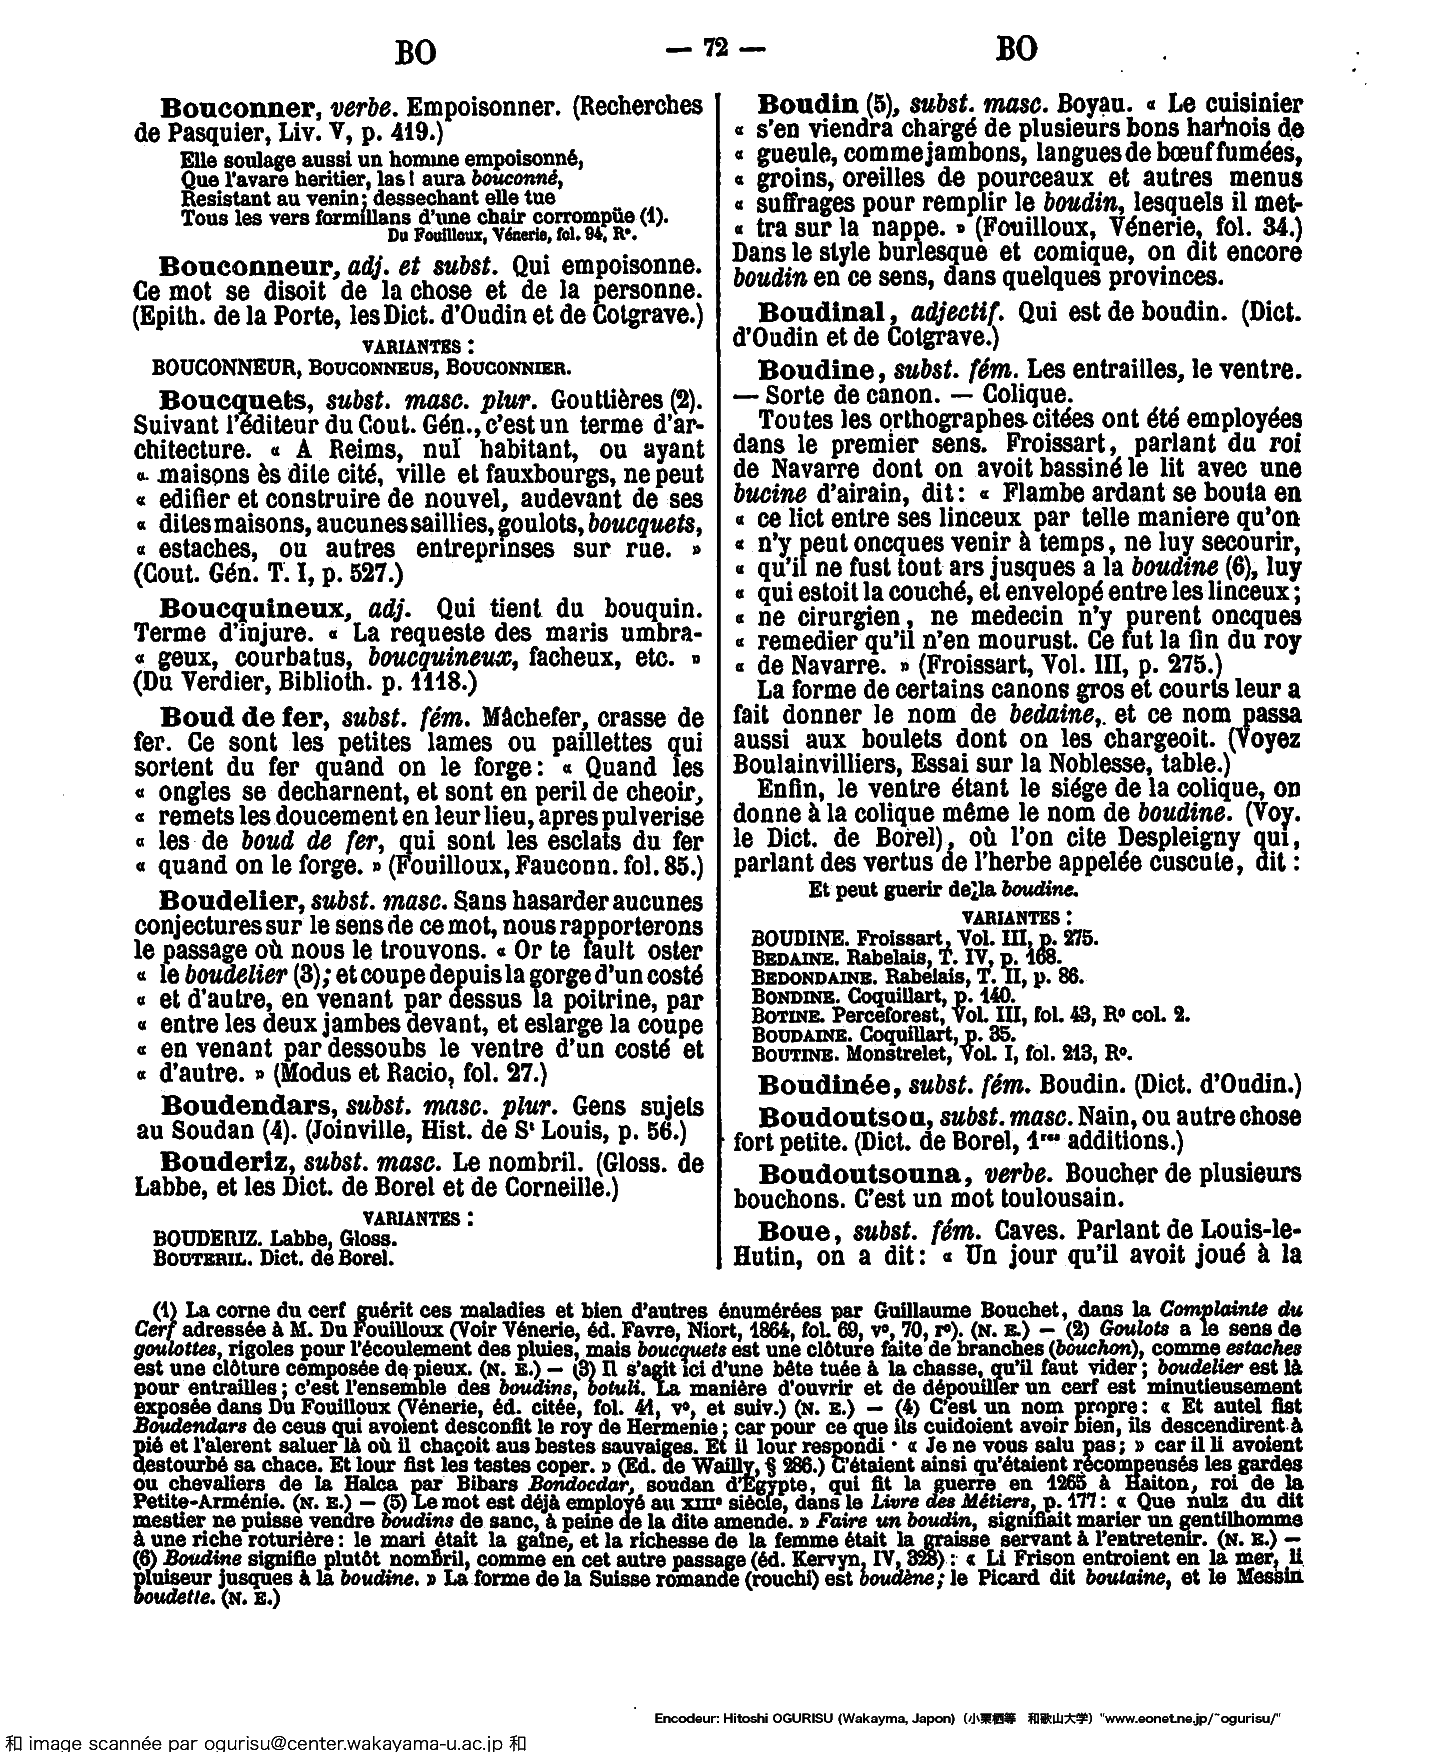 BO
— 72 —
BO
Bouconner, verbe. Empoisonner. (Recherches
de Pasquier, Liv. V, p. 419.)
Elle soulage aussi un homme empoisonné,
Que l'avare heritier, las ! aura bouconné,
Resistant au venin; dessechant elle tue
Tous les vers formillans d'une chair corrompüe (1).
Du Fouilloux, Vénerie, fol. 94, R°.
Bouconneur, adj. et subst. Qui empoisonne.
Ce mot se disoit de la chose et de la personne.
(Epith. de la Porte, les Dict. d'Oudin et de Cotgrave.)
VARIANTES :
BOUCONNEUR, BOUCONNEUS, BOUCONNIER.
Boucquets, subst. masc. plur. Gouttières (2).
Suivant l'éditeur du Cout. Gén., c'est un terme d'ar-
chitecture. « A Reims, nul habitant, ou ayant
« maisons ès dite cité, ville et fauxbourgs, ne peut
« edifier et construire de nouvel, audevant de ses
« dites maisons, aucunes saillies, goulots, boucquets,
« estaches, ou autres entreprinses sur rue. »
(Cout. Gén. T. I, p. 527.)
Boucquineux, adj. Qui tient du bouquin.
Terme d'injure. « La requeste des maris umbra-
« geux, courbatus, boucquineux, facheux, etc. »
(Du Verdier, Biblioth. p. 1118.)
Boud de fer, subst. fém. Mâchefer, crasse de
fer. Ce sont les petites lames ou paillettes qui
sortent du fer quand on le forge : « Quand les
« ongles se decharnent, et sont en peril de cheoir,
« remets les doucement en leur lieu, apres pulverise
« les de boud de fer, qui sont les esclats du fer
« quand on le forge. » (Fouilloux, Fauconn. fol. 85.)
Boudelier, subst. masc. Sans hasarder aucunes
conjectures sur le sens de ce mot, nous rapporterons
le passage où nous le trouvons. « Or te fault oster
« le boudelier (3); et coupe depuis la gorge d'un costé
« et d'autre, en venant par dessus la poitrine, par
« entre les deux jambes devant, et eslarge la coupe
« en venant par dessoubs le ventre d'un costé et
« d'autre. » (Modus et Racio, fol. 27.)
Boudendars, subst. masc. plur. Gens sujets
au Soudan (4). (Joinville, Hist. de St Louis, p. 56.)
Bouderiz, subst. masc. Le nombril. (Gloss. de
Labbe, et les Dict. de Borel et de Corneille.)
VARIANTES :
BOUDERIZ. Labbe, Gloss.
BOUTERIL. Dict. de Borel.
Boudin (5), subst. masc. Boyau. « Le cuisinier
« s'en viendra chargé de plusieurs bons harnois de
« gueule, comme jambons, langues de bœuf fumées,
« groins, oreilles de pourceaux et autres menus
« suffrages pour remplir le boudin, lesquels il met-
« tra sur la nappe. » (Fouilloux, Vénerie, fol. 34.)
Dans le style burlesque et comique, on dit encore
boudin en ce sens, dans quelques provinces.
Boudinal, adjectif. Qui est de boudin. (Dict.
d'Oudin et de Cotgrave.)
Boudine, subst. fém. Les entrailles, le ventre.
— Sorte de canon. — Colique.
Toutes les orthographes citées ont été employées
dans le premier sens. Froissart, parlant du roi
de Navarre dont on avoit bassiné le lit avec une
bucine d'airain, dit : « Flambe ardant se bouta en
« ce lict entre ses linceux par telle maniere qu'on
« n'y peut oncques venir à temps, ne luy secourir,
« qu'il ne fust tout ars jusques a la boudine (6), luy
« qui estoit la couché, et envelopé entre les linceux ;
« ne cirurgien, ne medecin n'y purent oncques
« remedier qu'il n'en mourust. Ce fut la fin du roy
« de Navarre. » (Froissart, Vol. III, p. 275.)
La forme de certains canons gros et courts leur a
fait donner le nom de bedaine, et ce nom passa
aussi aux boulets dont on les chargeoit. (Voyez
Boulainvilliers, Essai sur la Noblesse, table.)
Enfin, le ventre étant le siége de la colique, on
donne à la colique même le nom de boudine. (Voy.
le Dict. de Borel), où l'on cite Despleigny qui,
parlant des vertus de l'herbe appelée cuscute, dit :
Et peut guerir de la boudine.
VARIANTES :
BOUDINE. Froissart, Vol. III, p. 275.
BEDAINE. Rabelais, T. IV, p. 168.
BEDONDAINE. Rabelais, T. II, p. 86.
BONDINE. Coquillart, p. 140.
BOTINE. Perceforest, Vol. III, fol. 43, R° col. 2.
BOUDAINE. Coquillart, p. 35.
BOUTINE. Monstrelet, Vol. I, fol. 213, R°.
Boudinée, subst. fém. Boudin. (Dict. d'Oudin.)
Boudoutsou, subst. masc. Nain, ou autre chose
fort petite. (Dict. de Borel, 1res additions.)
Boudoutsouna, verbe. Boucher de plusieurs
bouchons. C'est un mot toulousain.
Boue, subst. fém. Caves. Parlant de Louis-le-
Hutin, on a dit : « Un jour qu'il avoit joué à la
(1) La corne du cerf guérit ces maladies et bien d'autres énumérées par Guillaume Bouchet, dans la Complainte du
Cerf adressée à M. Du Fouilloux (Voir Vénerie, éd. Favre, Niort, 1864, fol. 69, v°, 70, r°). (N. E.) — (2) Goulots a le sens de
goulottes, rigoles pour l'écoulement des pluies, mais boucquets est une clôture faite de branches (bouchon), comme estaches
est une clôture composée de pieux. (N. E.) — (3) Il s'agit ici d'une bête tuée à la chasse, qu'il faut vider ; boudelier est là
pour entrailles ; c'est l'ensemble des boudins, botuli. La manière d'ouvrir et de dépouiller un cerf est minutieusement
exposée dans Du Fouilloux (Vénerie, éd. citée, fol. 41, v°, et suiv.) (N. E.) — (4) C'est un nom propre : « Et autel fist
Boudendars de ceus qui avoient desconfit le roy de Hermenie ; car pour ce que ils cuidoient avoir bien, ils descendirent à
pié et l'alerent saluer là où il chaçoit aus bestes sauvaiges. Et il lour respondi · « Je ne vous salu pas ; » car il li avoient
destourbé sa chace. Et lour fist les testes coper. » (Ed. de Wailly, § 286.) C'étaient ainsi qu'étaient récompensés les gardes
ou chevaliers de la Halca par Bibars Bondocdar, soudan d'Égypte, qui fit la guerre en 1265 à Haiton, roi de la
Petite-Arménie. (N. E.) — (5) Le mot est déjà employé au XIIIe siècle, dans le Livre des Métiers, p. 177 : « Que nulz du dit
mestier ne puisse vendre boudins de sanc, à peine de la dite amende. » Faire un boudin, signifiait marier un gentilhomme
à une riche roturière : le mari était la gaîne, et la richesse de la femme était la graisse servant à l'entretenir. (N. E.) —
(6) Boudine signifie plutôt nombril, comme en cet autre passage (éd. Kervyn, IV, 328) : « Li Frison entroient en la mer, li
pluiseur jusques à la boudine. » La forme de la Suisse romande (rouchi) est boudène ; le Picard dit boutaine, et le Messin
boudette. (N. E.)
Encodeur: Hitoshi OGURISU (Wakayma, Japon) (小栗栖等 和歌山大学) "www.eonet.ne.jp/~ogurisu/"
和 image scannée par ogurisu@center.wakayama-u.ac.jp 和